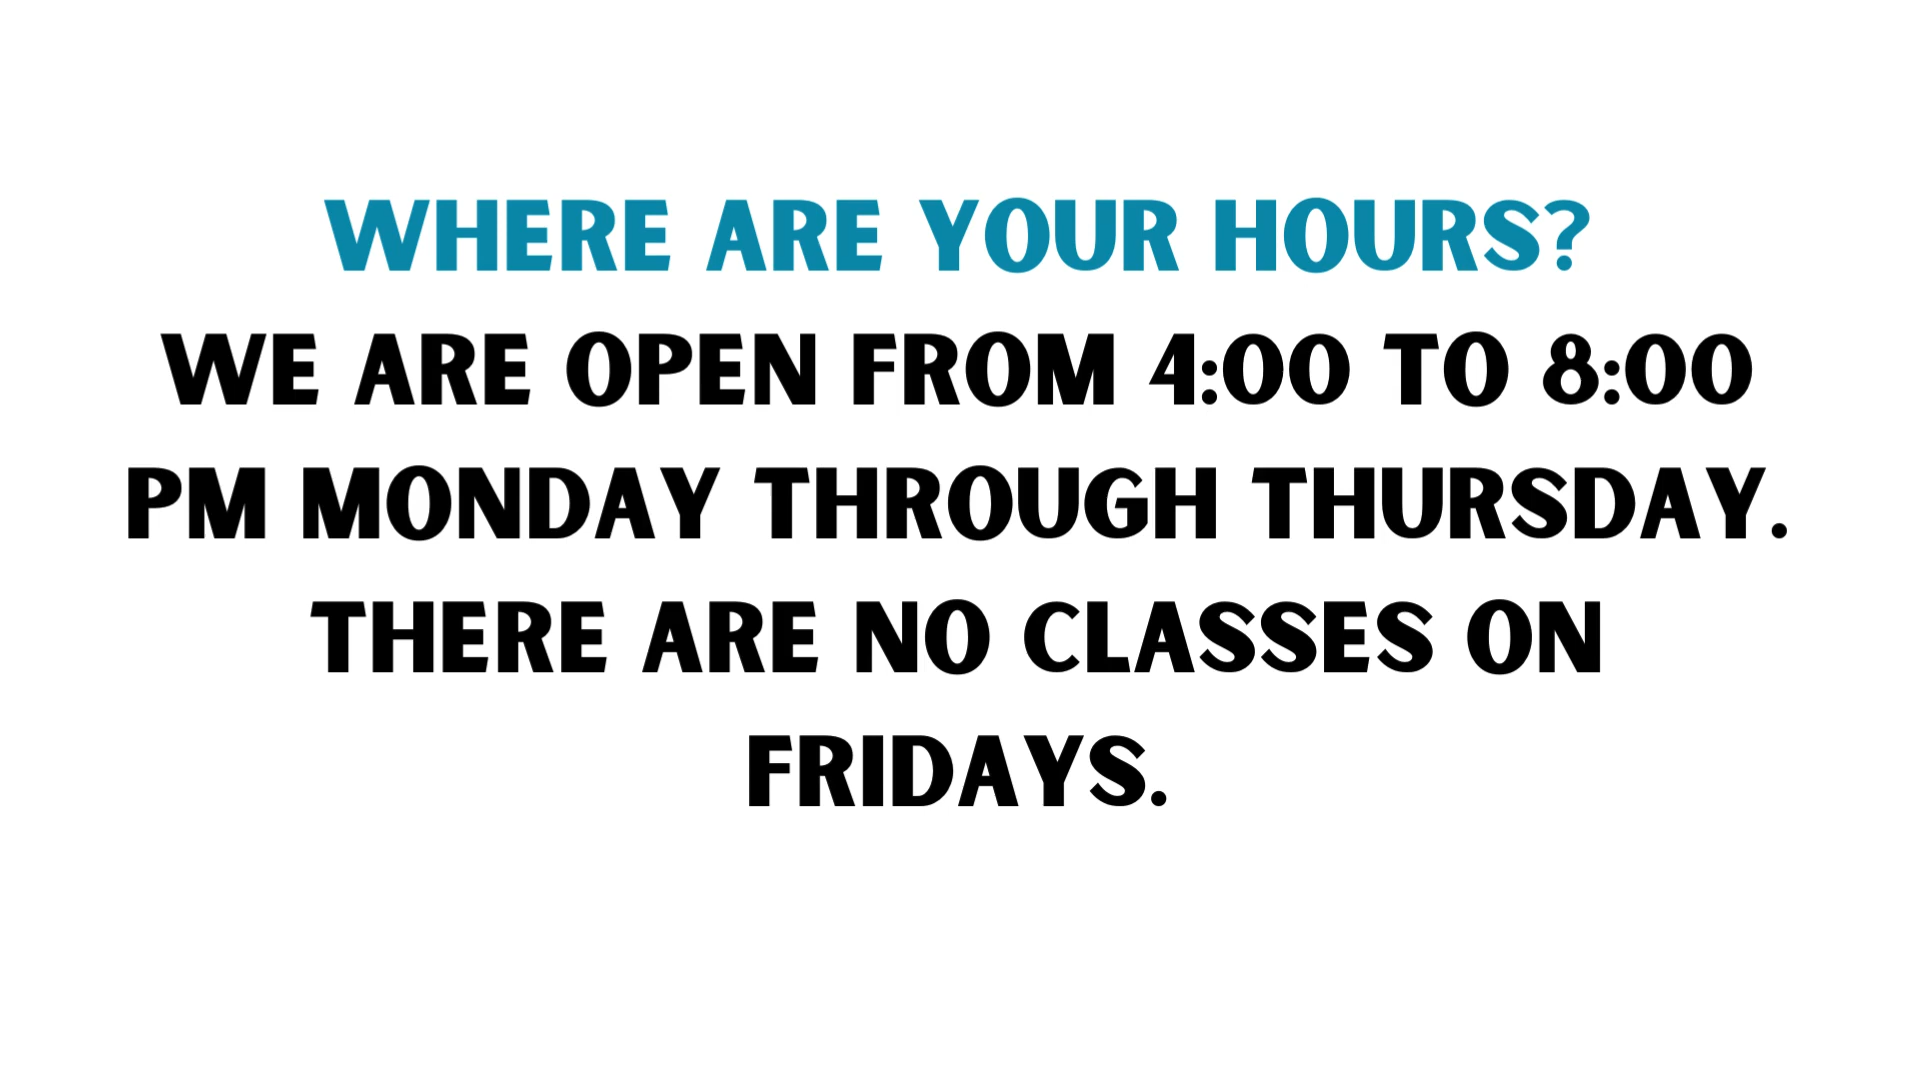 WHERE ARE YOUR HOURS?
WE ARE OPEN FROM 4:00 TO 8:00
PM MONDAY THROUGH THURSDAY.
THERE ARE NO CLASSES ON
FRIDAYS.